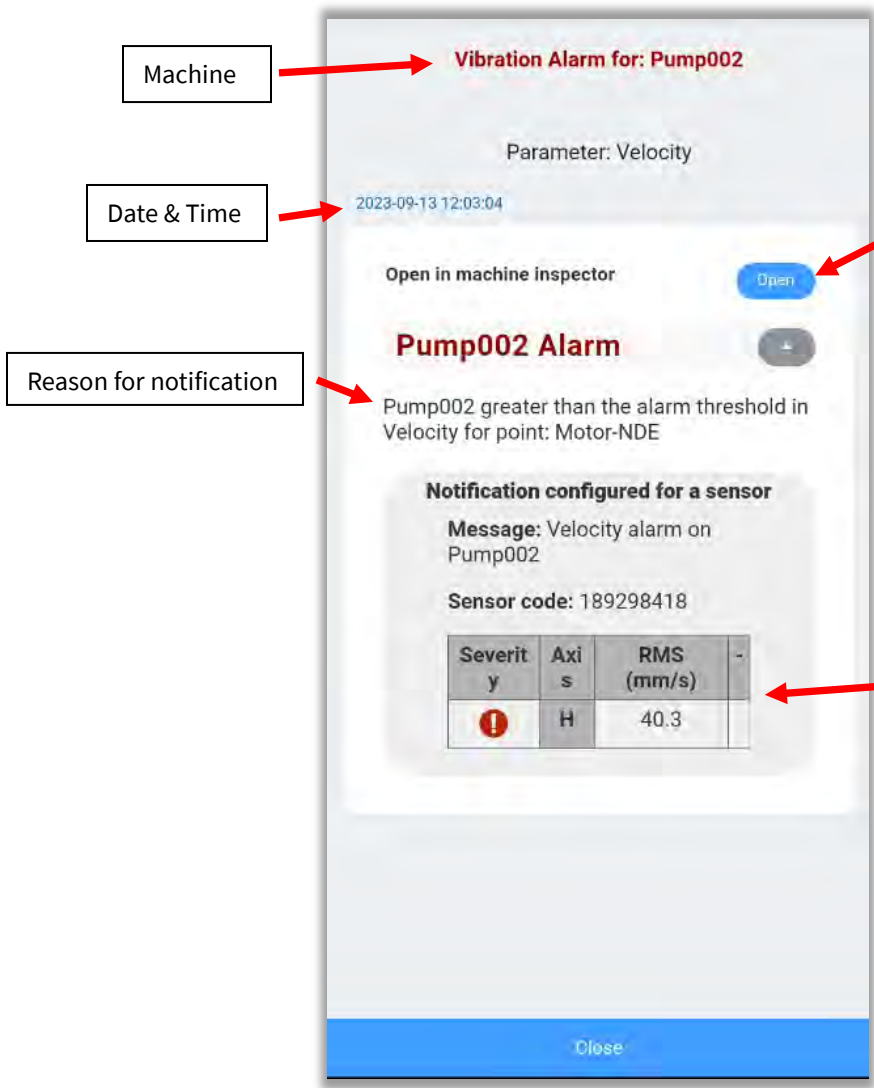 Vibration Alarm for: Pump002
Machine
Parameter: Velocity
2023-09-13 12:03:04
Date & Time
Open in machine inspector
Open
Pump002 Alarm
Reason for notification
Pump002 greater than the alarm threshold in
Velocity for point: Motor-NDE
Notification configured for a sensor
Message: Velocity alarm on
Pump002
Sensor code: 189298418
Severit Axi RMS -
y s (mm/s)
H 40.3
Close